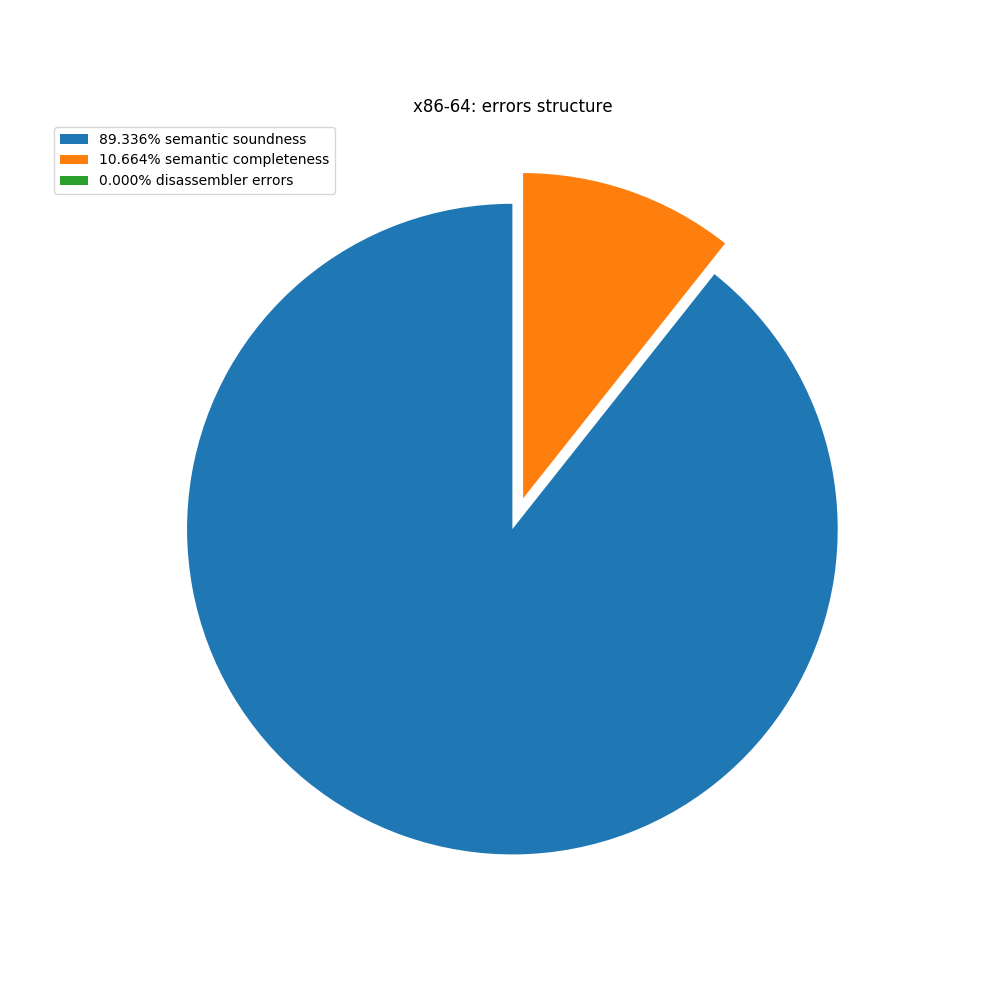 x86-64: errors structure
89.336% semantic soundness
10.664% semantic completeness
0.000% disassembler errors